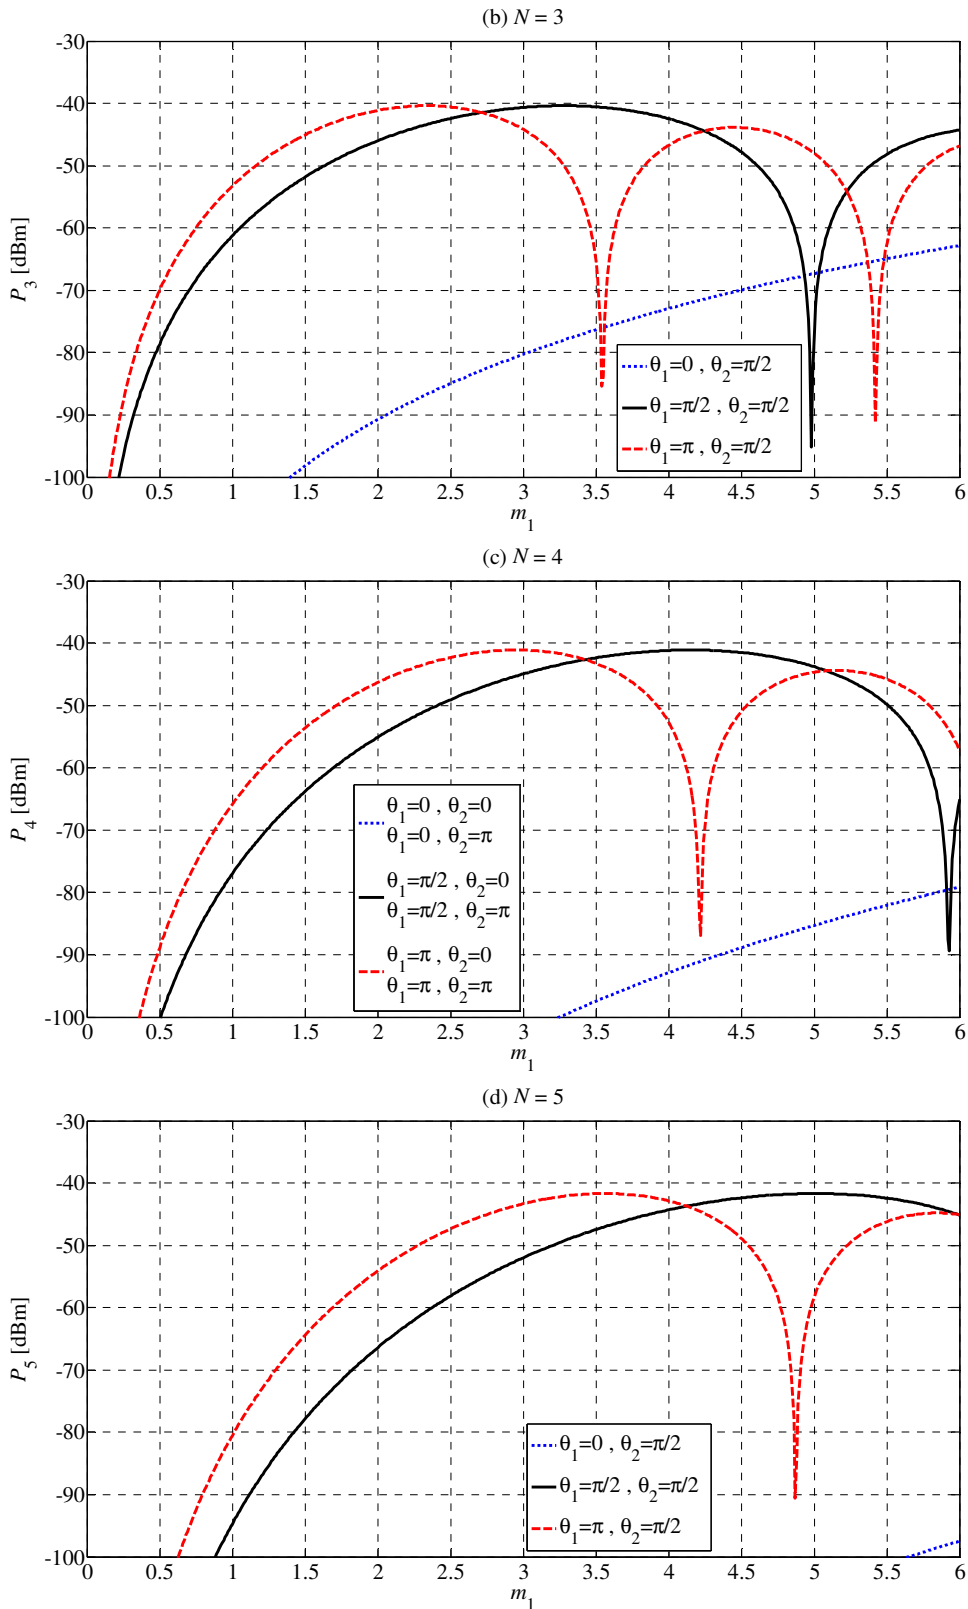 (b) N = 3
-30
-40
-50
-60
-70
-80
-90
-100
P3 [dBm]
θ1=0 , θ2=π/2
θ1=π/2 , θ2=π/2
θ1=π , θ2=π/2
0 0.5 1 1.5 2 2.5 3 3.5 4 4.5 5 5.5 6
m1
(c) N = 4
-30
-40
-50
-60
-70
-80
-90
-100
P4 [dBm]
θ1=0 , θ2=0
θ1=0 , θ2=π
θ1=π/2 , θ2=0
θ1=π/2 , θ2=π
θ1=π , θ2=0
θ1=π , θ2=π
0 0.5 1 1.5 2 2.5 3 3.5 4 4.5 5 5.5 6
m1
(d) N = 5
-30
-40
-50
-60
-70
-80
-90
-100
P5 [dBm]
θ1=0 , θ2=π/2
θ1=π/2 , θ2=π/2
θ1=π , θ2=π/2
0 0.5 1 1.5 2 2.5 3 3.5 4 4.5 5 5.5 6
m1